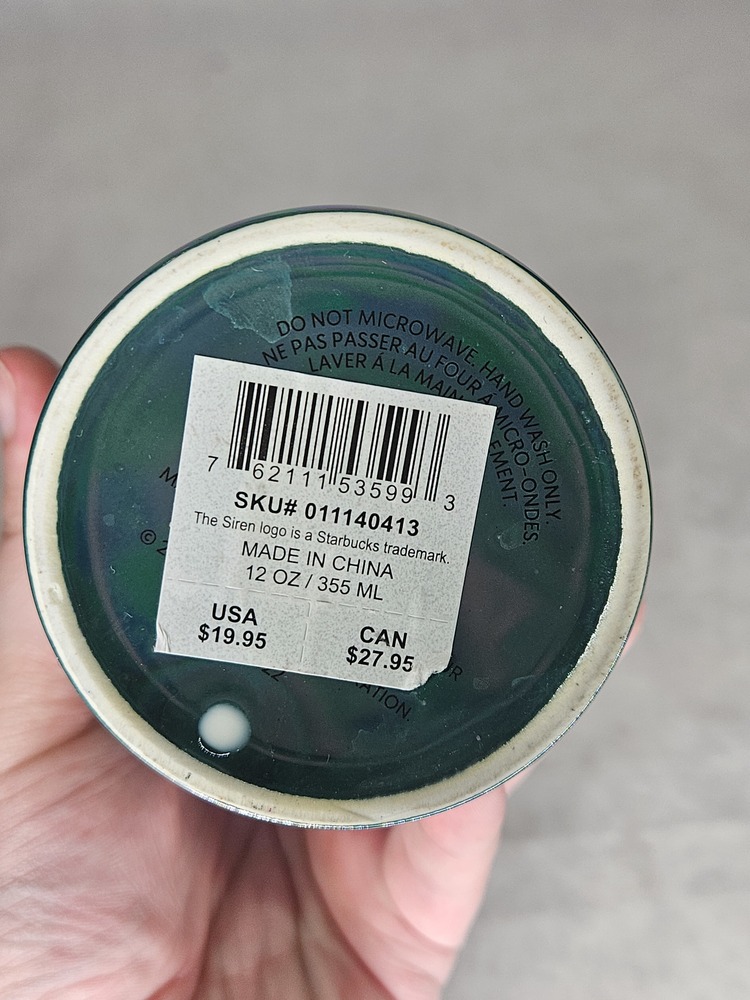 DO NOT MICROWAVE. HAND WASH ONLY.
NE PAS PASSER AU FOUR À MICRO-ONDES.
LAVER Á LA MAIN EMENT.
7 62111 53599 3
SKU# 011140413
The Siren logo is a Starbucks trademark.
MADE IN CHINA
12 OZ / 355 ML
USA
$19.95
CAN
$27.95